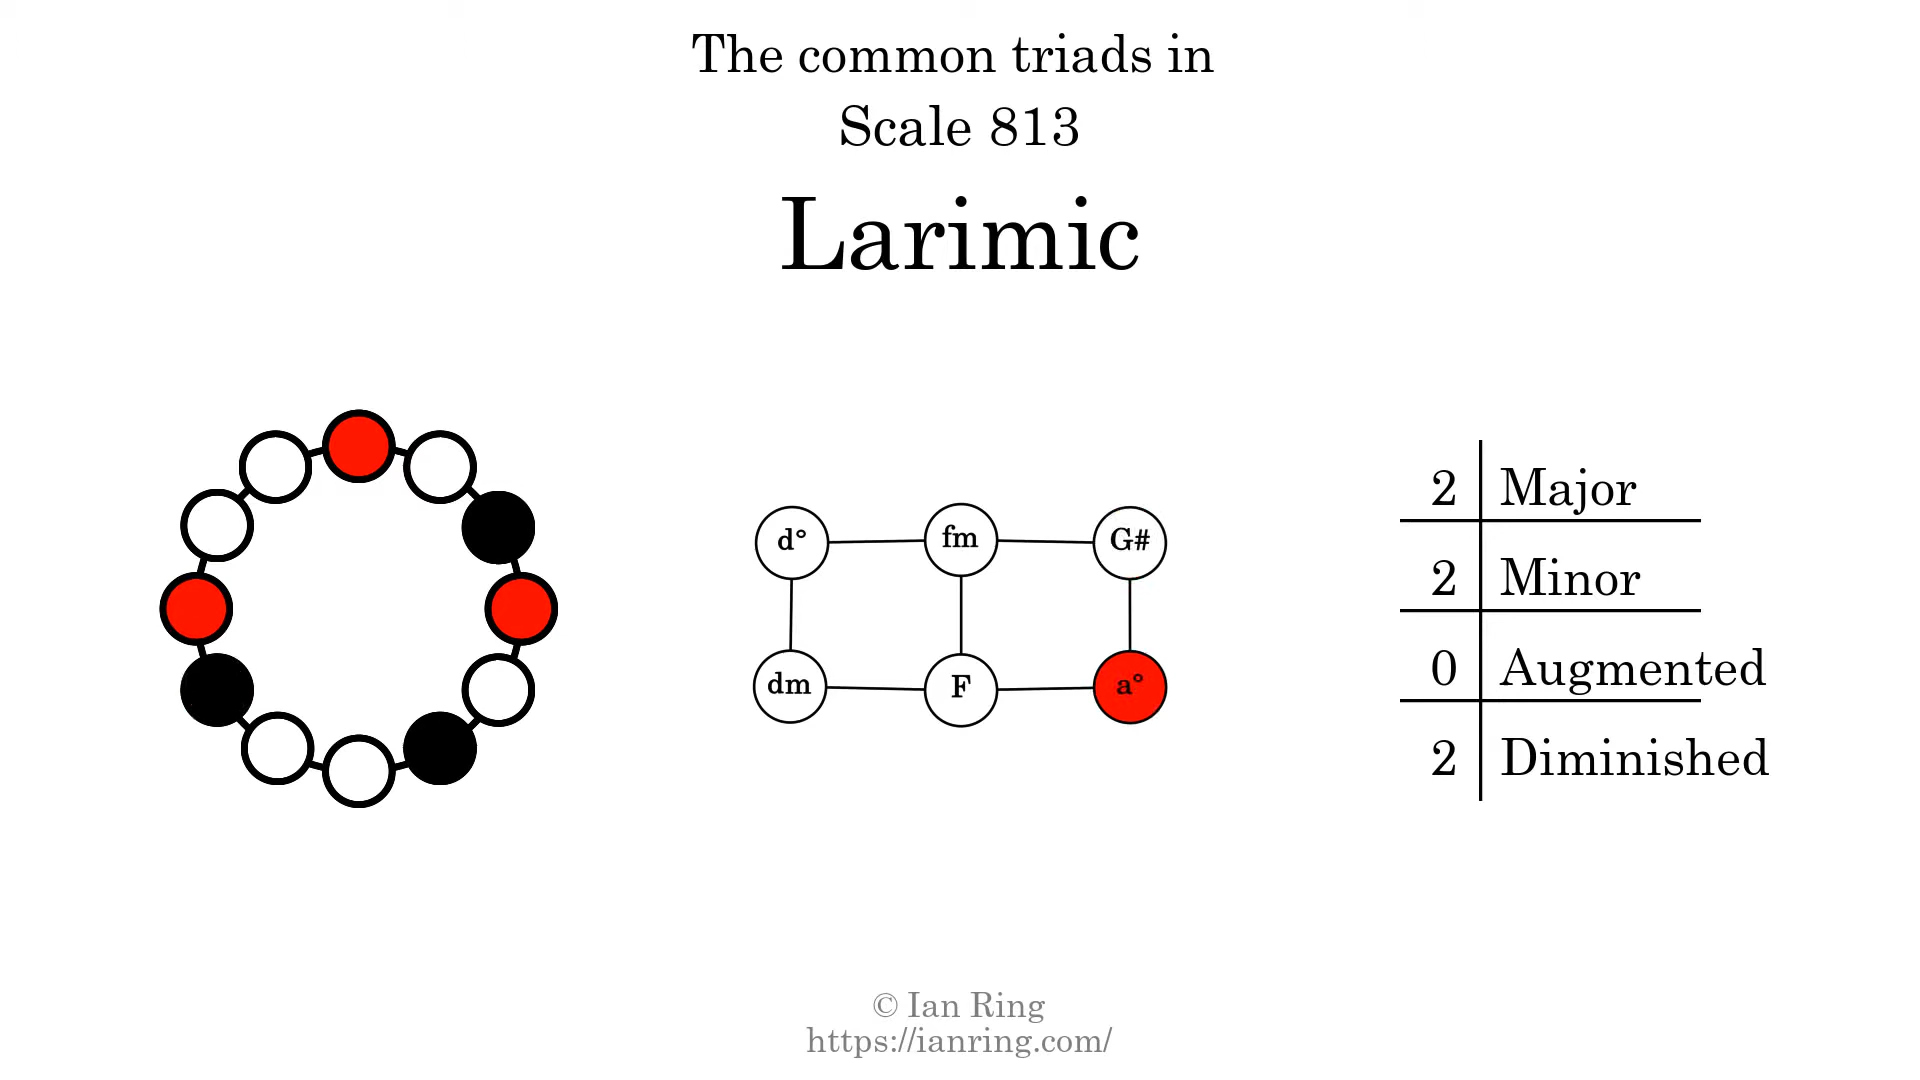 The common triads in
Scale 813
Larimic
d° fm G#
dm F a°
2 Major
2 Minor
0 Augmented
2 Diminished
© Ian Ring
https://ianring.com/